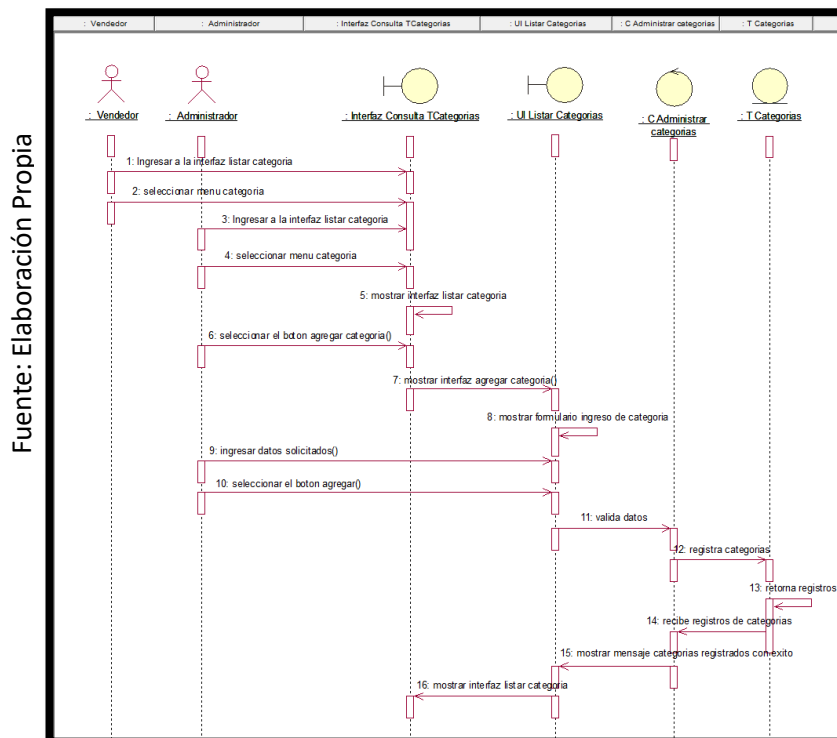 : Vendedor
: Administrador
: Interfaz Consulta TCategorias
: UI Listar Categorias
: C Administrar categorias
: T Categorias
: Vendedor
: Administrador
: Interfaz Consulta TCategorias
: UI Listar Categorias
: C Administrar
categorias
: T Categorias
1: Ingresar a la interfaz listar categoria
2: seleccionar menu categoria
3: Ingresar a la interfaz listar categoria
4: seleccionar menu categoria
5: mostrar interfaz listar categoria
6: seleccionar el boton agregar categoria()
7: mostrar interfaz agregar categoria()
8: mostrar formulario ingreso de categoria
9: ingresar datos solicitados()
10: seleccionar el boton agregar()
11: valida datos
12: registra categorias
13: retorna registros
14: recibe registros de categorias
15: mostrar mensaje categorias registrados con exito
16: mostrar interfaz listar categoria
Fuente: Elaboración Propia